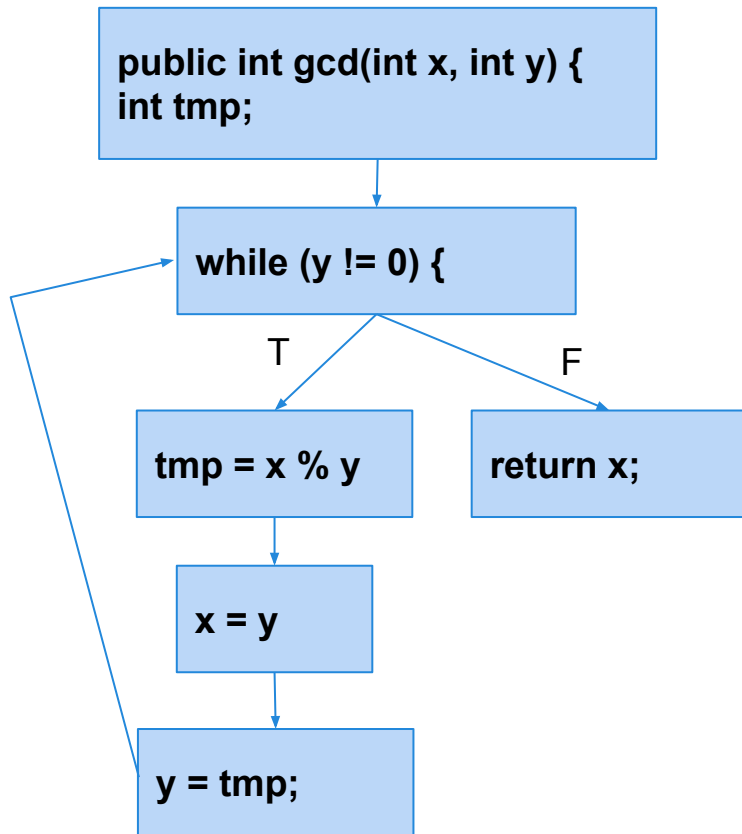 public int gcd(int x, int y) {
int tmp;
while (y != 0) {
T
F
tmp = x % y
return x;
x = y
y = tmp;